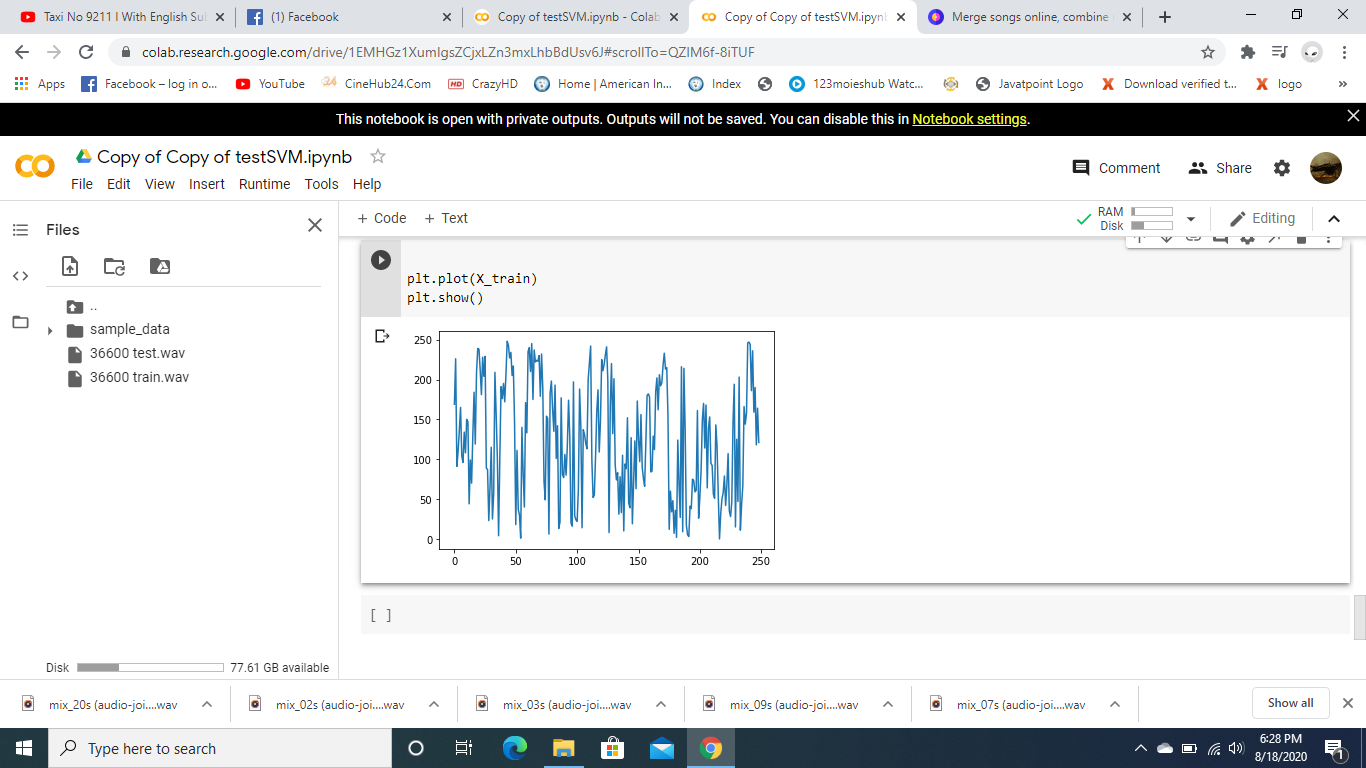 Taxi No 9211 l With English Su
(1) Facebook
Copy of testSVM.ipynb - Colab
Copy of Copy of testSVM.ipyn
Merge songs online, combine
colab.research.google.com/drive/1EMHGz1XumIgsZCjxLZn3mxLhbBdUsv6J#scrollTo=QZIM6f-8iTUF
Apps
Facebook – log in o...
YouTube
24
CineHub24.Com
HD
CrazyHD
Home | American In...
Index
123moieshub Watc...
Javatpoint Logo
Download verified t...
logo
»
This notebook is open with private outputs. Outputs will not be saved. You can disable this in Notebook settings.
Copy of Copy of testSVM.ipynb
File Edit View Insert Runtime Tools Help
Comment
Share
Files
+ Code + Text
RAM
Disk
Editing
..
sample_data
36600 test.wav
36600 train.wav
plt.plot(X_train)
plt.show()
250
200
150
100
50
0
0 50 100 150 200 250
[ ]
Disk 77.61 GB available
mix_20s (audio-joi....wav
mix_02s (audio-joi....wav
mix_03s (audio-joi....wav
mix_09s (audio-joi....wav
mix_07s (audio-joi....wav
Show all
Type here to search
6:28 PM
8/18/2020
1